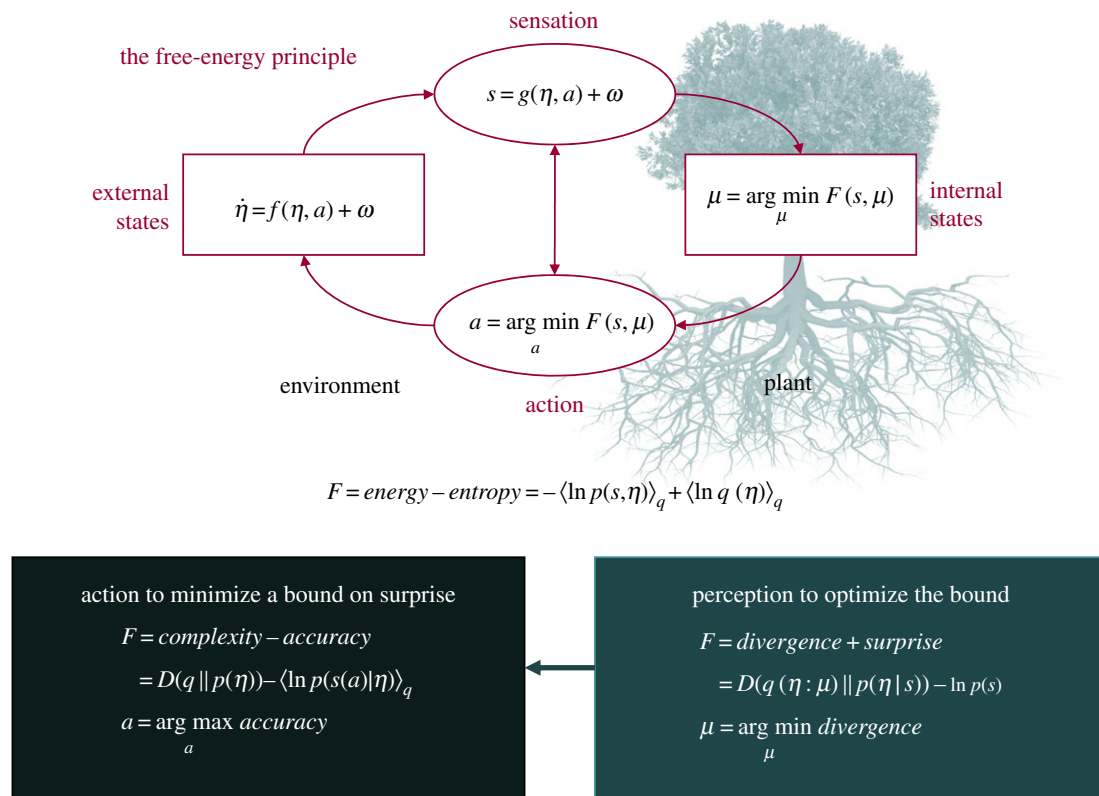 sensation
the free-energy principle
s = g(η, a) + ω
external
states
η̇ = f(η, a) + ω
μ = arg min F (s, μ)
μ
internal
states
a = arg min F (s, μ)
a
environment
plant
action
F = energy – entropy = – ⟨ln p(s,η)⟩q + ⟨ln q (η)⟩q
action to minimize a bound on surprise
F = complexity – accuracy
= D(q || p(η)) – ⟨ln p(s(a)|η)⟩q
a = arg max accuracy
a
perception to optimize the bound
F = divergence + surprise
= D(q (η : μ) || p(η | s)) – ln p(s)
μ = arg min divergence
μ